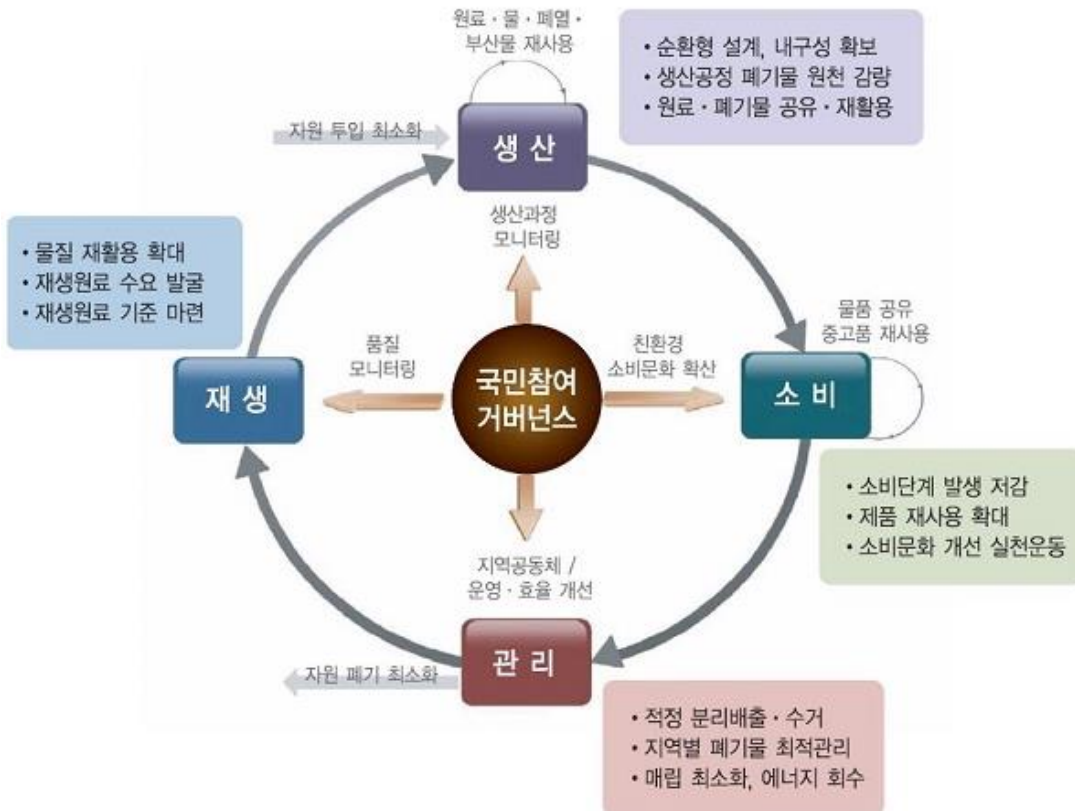 원료 · 물 · 폐열 ·
부산물 재사용
• 순환형 설계, 내구성 확보
• 생산공정 폐기물 원천 감량
• 원료 · 폐기물 공유 · 재활용
자원 투입 최소화
생 산
생산과정
모니터링
• 물질 재활용 확대
• 재생원료 수요 발굴
• 재생원료 기준 마련
물품 공유
중고품 재사용
품질
모니터링
친환경
소비문화 확산
재 생
국민참여
거버넌스
소 비
• 소비단계 발생 저감
• 제품 재사용 확대
• 소비문화 개선 실천운동
지역공동체 /
운영 · 효율 개선
관 리
자원 폐기 최소화
• 적정 분리배출 · 수거
• 지역별 폐기물 최적관리
• 매립 최소화, 에너지 회수